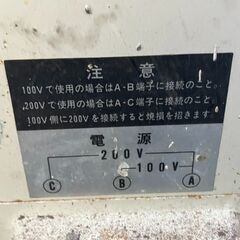 注意
100Vで使用の場合はA・B端子に接続のこと
200Vで使用の場合はA・C端子に接続のこと。
100V側に200Vを接続すると焼損を招きます。
電源
200V
100V
C B A